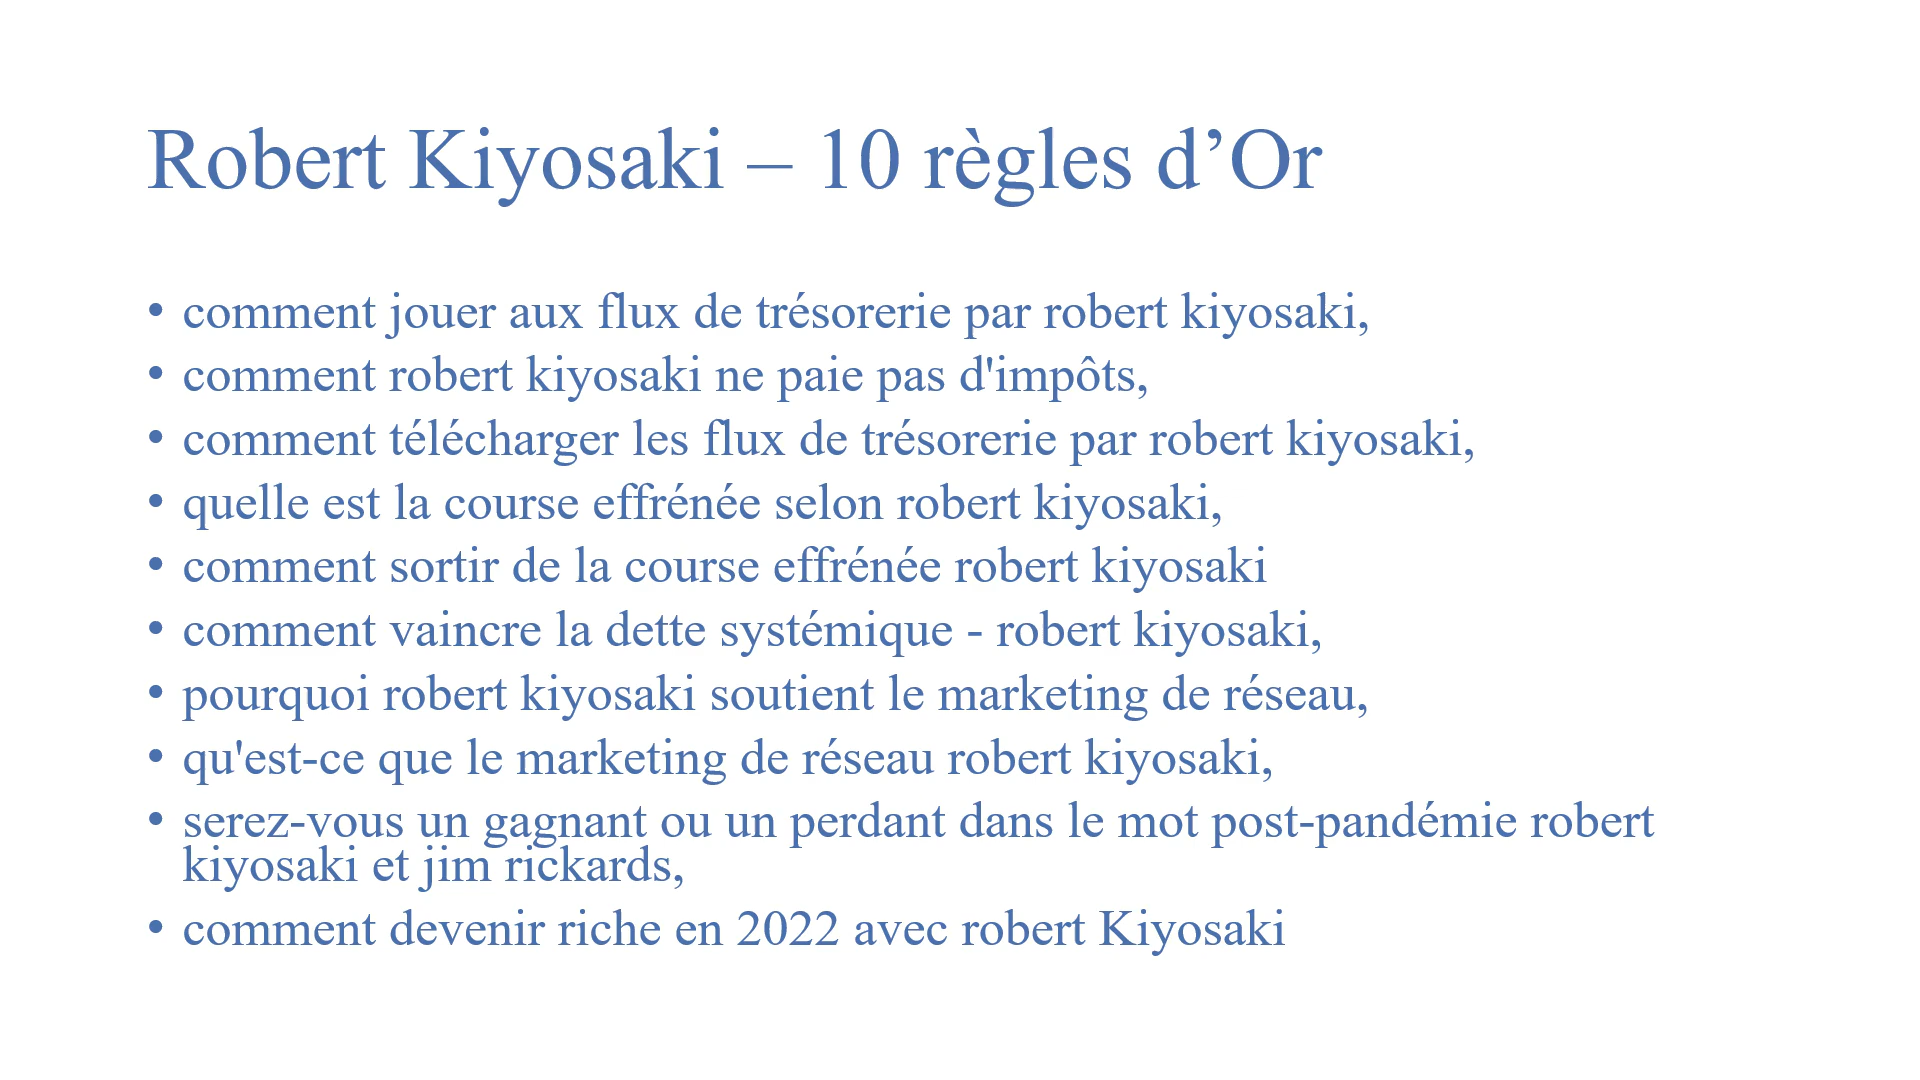 Robert Kiyosaki – 10 règles d’Or
• comment jouer aux flux de trésorerie par robert kiyosaki,
• comment robert kiyosaki ne paie pas d'impôts,
• comment télécharger les flux de trésorerie par robert kiyosaki,
• quelle est la course effrénée selon robert kiyosaki,
• comment sortir de la course effrénée robert kiyosaki
• comment vaincre la dette systémique - robert kiyosaki,
• pourquoi robert kiyosaki soutient le marketing de réseau,
• qu'est-ce que le marketing de réseau robert kiyosaki,
• serez-vous un gagnant ou un perdant dans le mot post-pandémie robert
kiyosaki et jim rickards,
• comment devenir riche en 2022 avec robert Kiyosaki